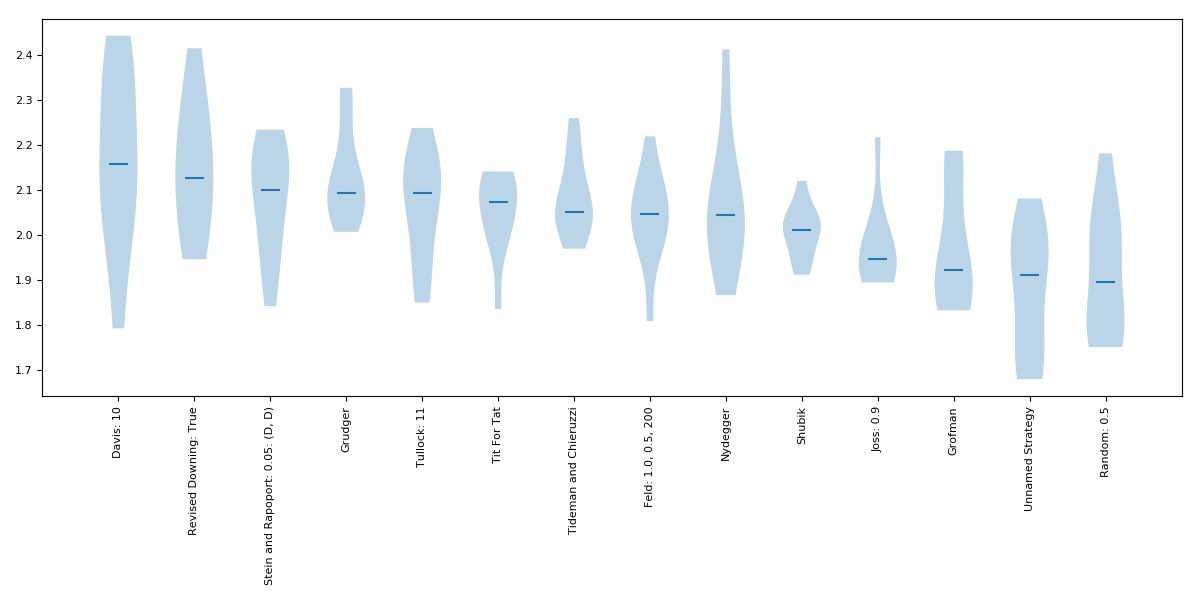 2.4
2.3
2.2
2.1
2.0
1.9
1.8
1.7
Davis: 10
Revised Downing: True
Stein and Rapoport: 0.05: (D, D)
Grudger
Tullock: 11
Tit For Tat
Tideman and Chieruzzi
Feld: 1.0, 0.5, 200
Nydegger
Shubik
Joss: 0.9
Grofman
Unnamed Strategy
Random: 0.5